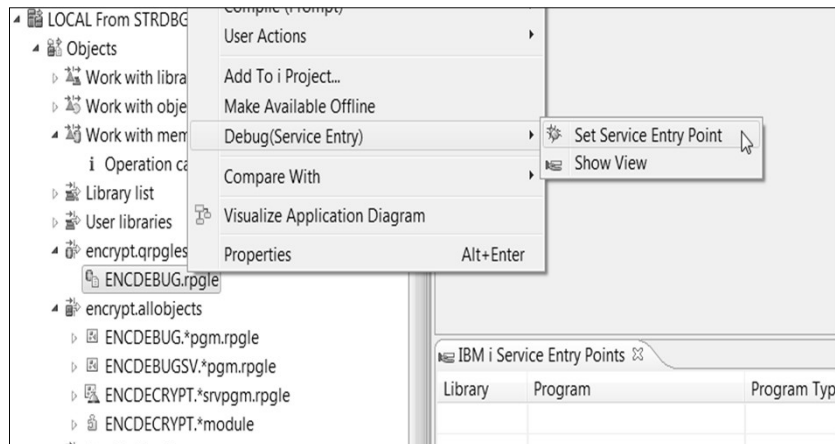 LOCAL From STRDBG
Compile (Prompt)
User Actions
Objects
Work with libra
Add To i Project...
Work with obje
Make Available Offline
Work with mem
Debug(Service Entry)
Set Service Entry Point
i Operation ca
Show View
Compare With
Library list
User libraries
Visualize Application Diagram
encrypt.qrpgles
Properties Alt+Enter
ENCDEBUG.rpgle
encrypt.allobjects
ENCDEBUG.*pgm.rpgle
ENCDEBUGSV.*pgm.rpgle
ENCDECRYPT.*srvpgm.rpgle
ENCDECRYPT.*module
IBM i Service Entry Points
Library Program Program Typ